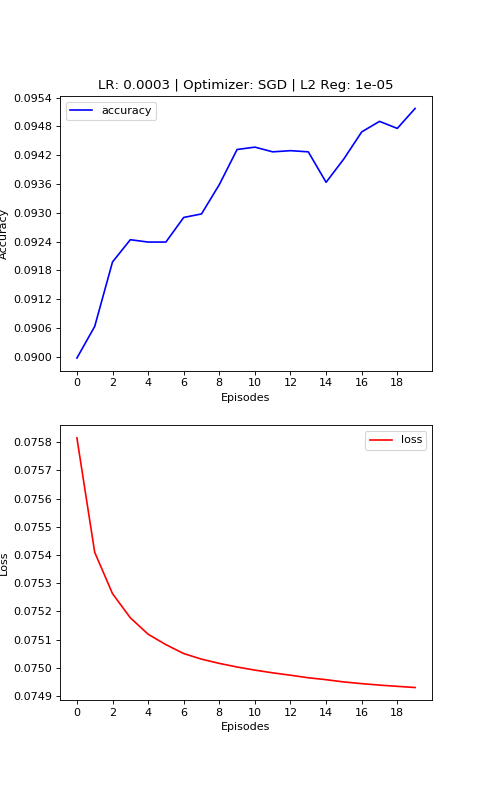 LR: 0.0003 | Optimizer: SGD | L2 Reg: 1e-05
accuracy
0.0954
0.0948
0.0942
0.0936
0.0930
0.0924
0.0918
0.0912
0.0906
0.0900
Accuracy
0 2 4 6 8 10 12 14 16 18
Episodes
loss
0.0758
0.0757
0.0756
0.0755
0.0754
0.0753
0.0752
0.0751
0.0750
0.0749
Loss
0 2 4 6 8 10 12 14 16 18
Episodes